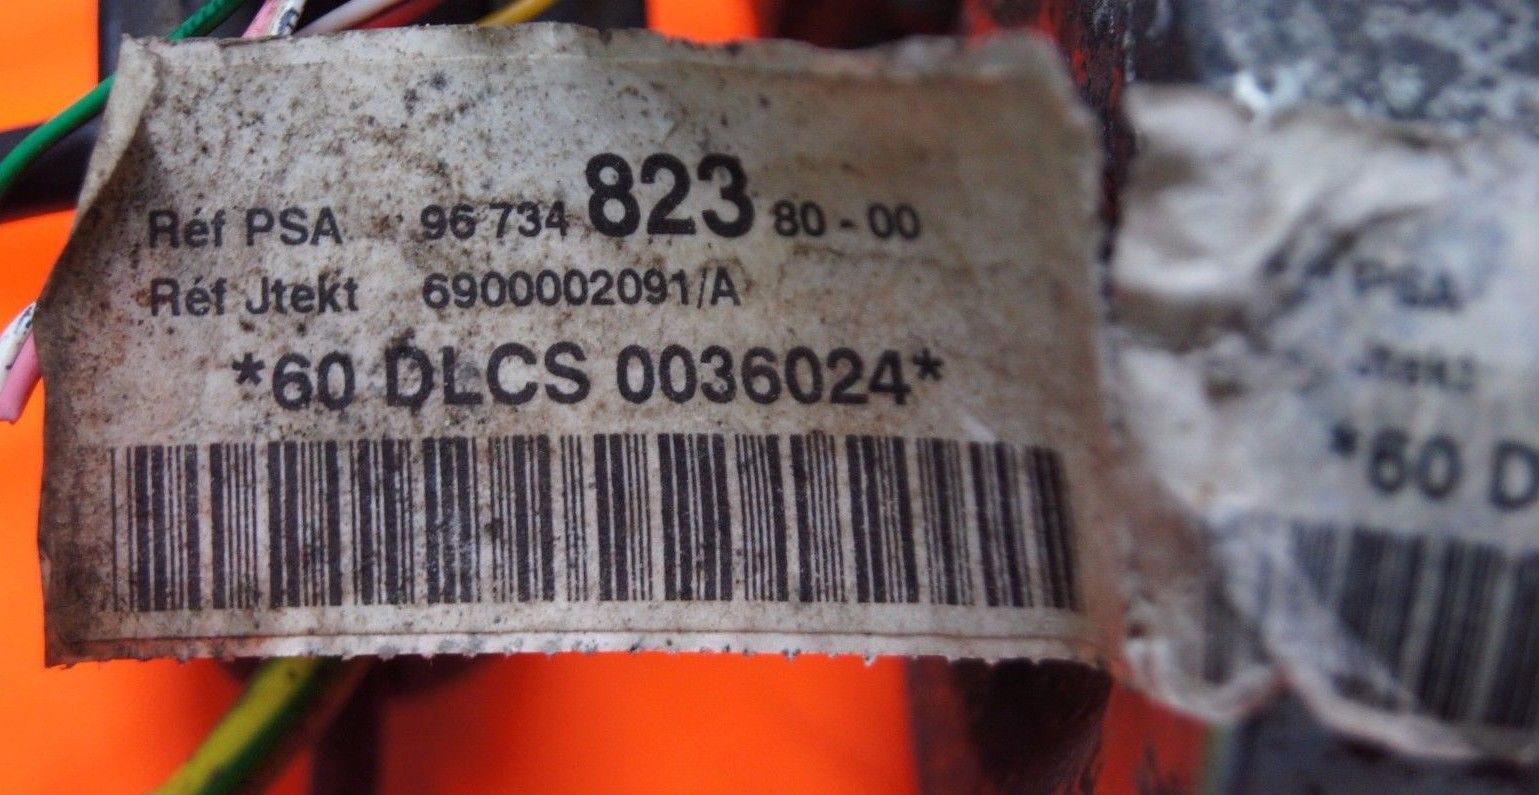 Réf PSA 96 734 823 80 - 00
Réf Jtekt 6900002091/A
*60 DLCS 0036024*
PSA
Jtekt
*60 D